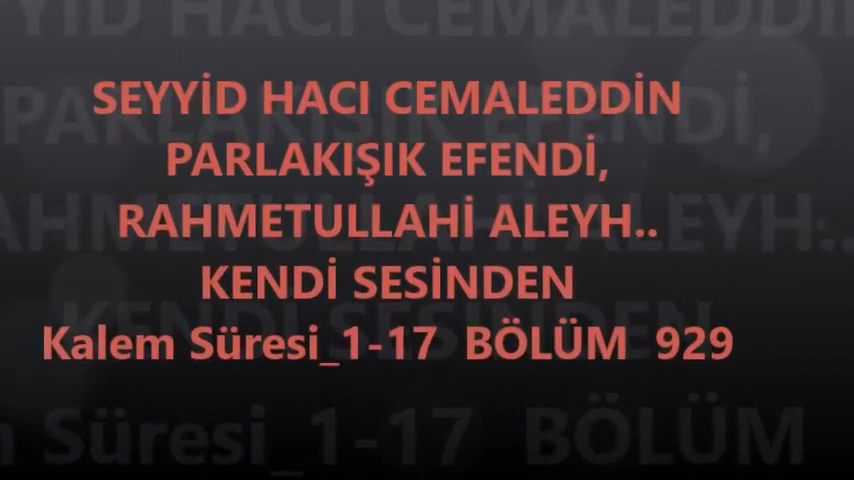 SEYYİD HACI CEMALEDDİN
PARLAKIŞIK EFENDİ,
RAHMETULLAHİ ALEYH..
KENDİ SESİNDEN
Kalem Süresi_1-17 BÖLÜM 929